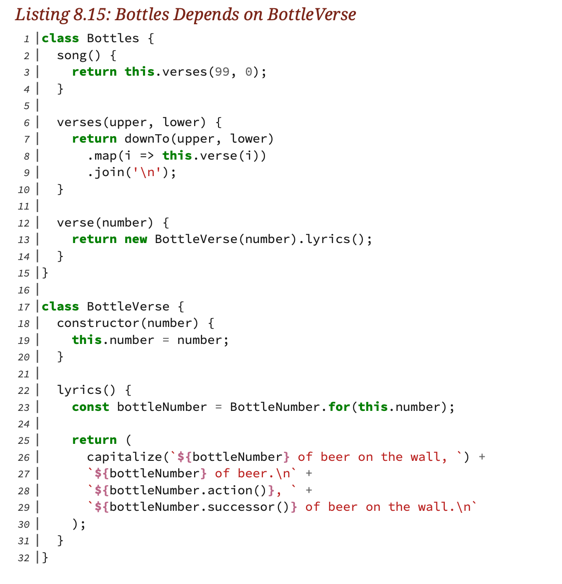 Listing 8.15: Bottles Depends on BottleVerse
1 |class Bottles {
2 |  song() {
3 |    return this.verses(99, 0);
4 |  }
5 |
6 |  verses(upper, lower) {
7 |    return downTo(upper, lower)
8 |      .map(i => this.verse(i))
9 |      .join('\n');
10 |  }
11 |
12 |  verse(number) {
13 |    return new BottleVerse(number).lyrics();
14 |  }
15 |}
16 |
17 |class BottleVerse {
18 |  constructor(number) {
19 |    this.number = number;
20 |  }
21 |
22 |  lyrics() {
23 |    const bottleNumber = BottleNumber.for(this.number);
24 |
25 |    return (
26 |      capitalize(`${bottleNumber} of beer on the wall, `) +
27 |      `${bottleNumber} of beer.\n` +
28 |      `${bottleNumber.action()}, ` +
29 |      `${bottleNumber.successor()} of beer on the wall.\n`
30 |    );
31 |  }
32 |}